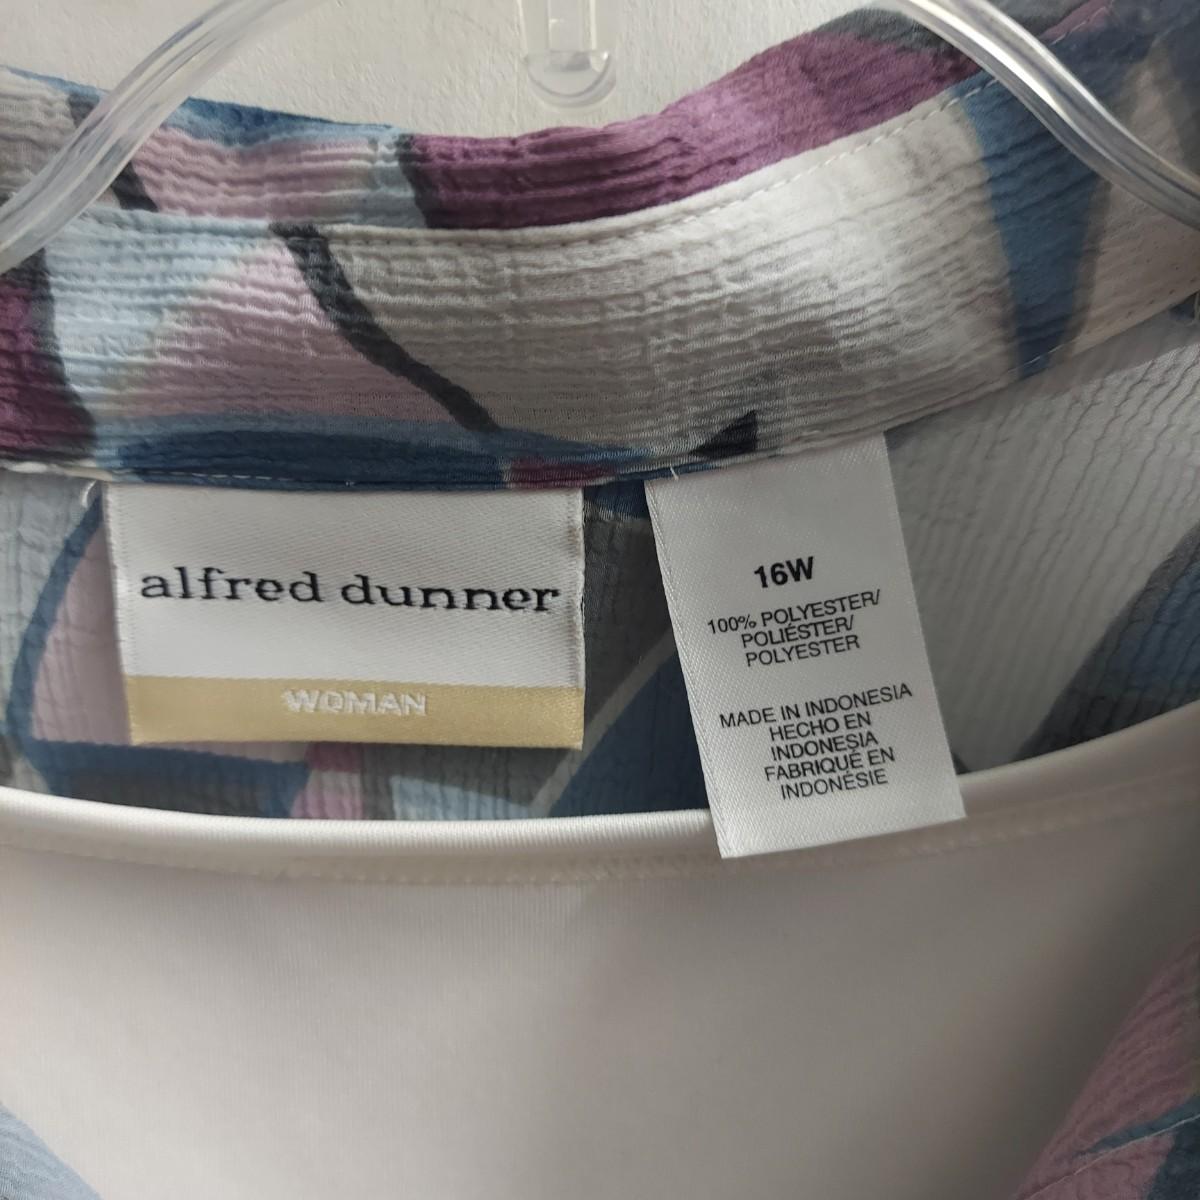 alfred dunner
WOMAN
16W
100% POLYESTER/
POLIÉSTER/
POLYESTER
MADE IN INDONESIA
HECHO EN
INDONESIA
FABRIQUÉ EN
INDONÉSIE